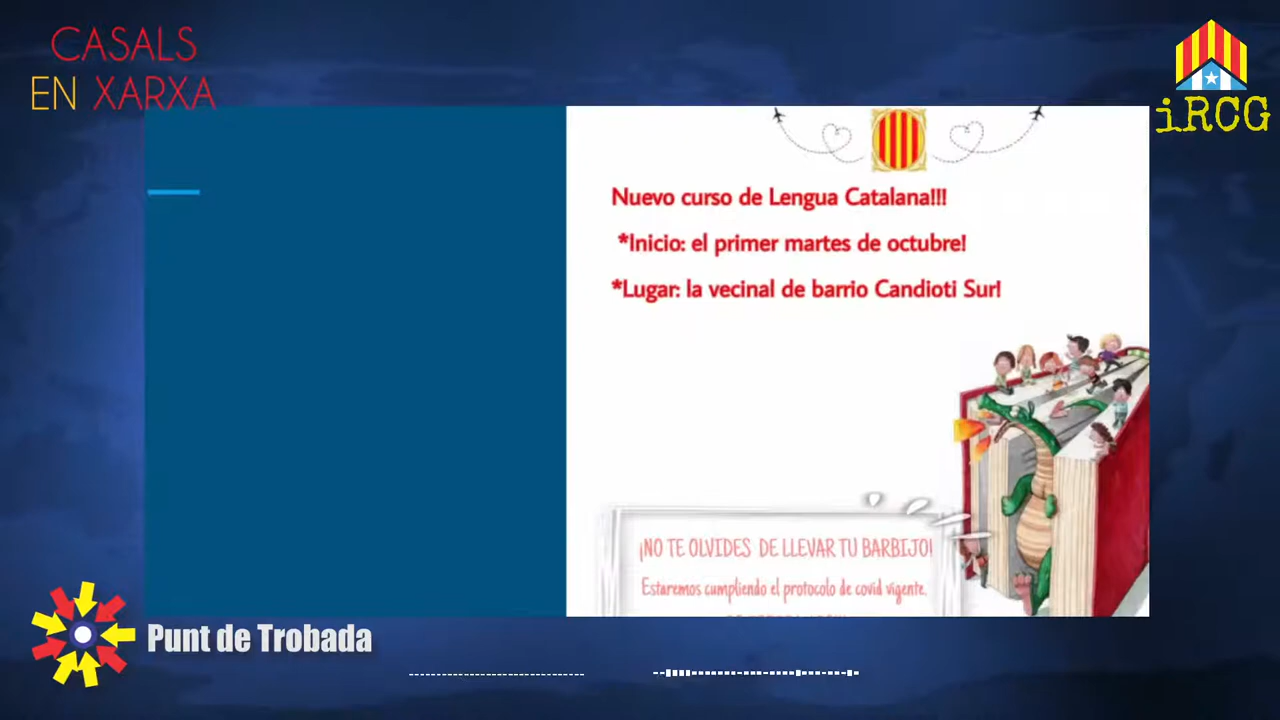 CASALS
EN XARXA
iRCG
Nuevo curso de Lengua Catalana!!!
*Inicio: el primer martes de octubre!
*Lugar: la vecinal de barrio Candioti Sur!
¡NO TE OLVIDES DE LLEVAR TU BARBIJO!
Estaremos cumpliendo el protocolo de covid vigente.
Punt de Trobada